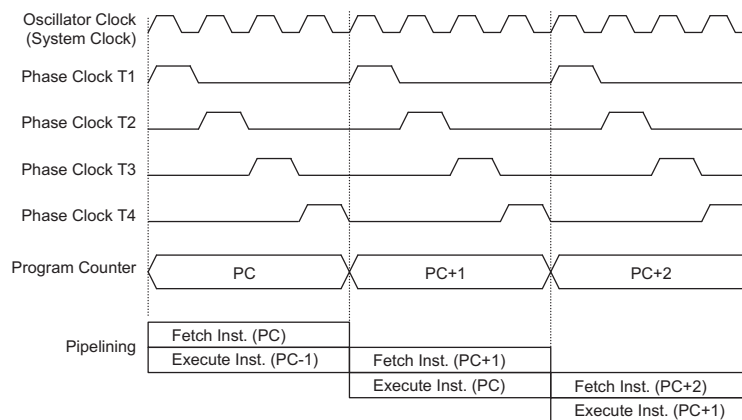 Oscillator Clock
(System Clock)
Phase Clock T1
Phase Clock T2
Phase Clock T3
Phase Clock T4
Program Counter
PC
PC+1
PC+2
Pipelining
Fetch Inst. (PC)
Execute Inst. (PC-1)
Fetch Inst. (PC+1)
Execute Inst. (PC)
Fetch Inst. (PC+2)
Execute Inst. (PC+1)